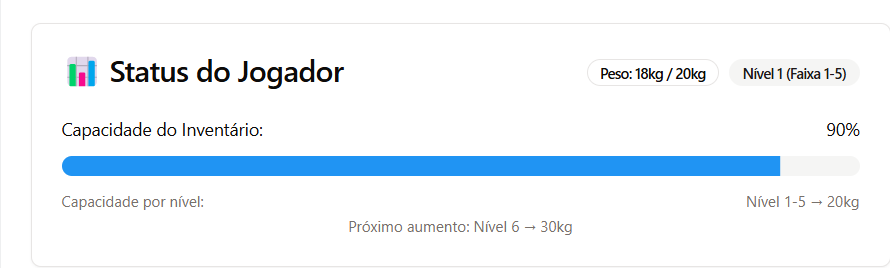 Status do Jogador
Peso: 18kg / 20kg
Nível 1 (Faixa 1-5)
Capacidade do Inventário:
90%
Capacidade por nível:
Nível 1-5 → 20kg
Próximo aumento: Nível 6 → 30kg